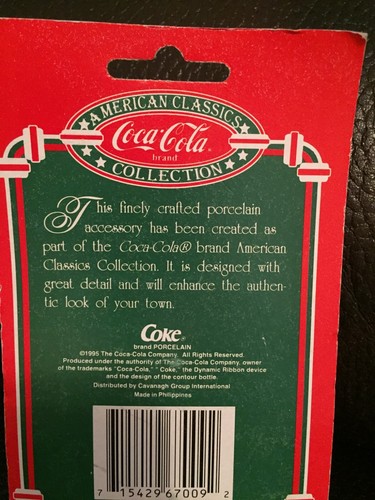 AMERICAN CLASSICS
Coca-Cola®
brand
COLLECTION
This finely crafted porcelain
accessory has been created as
part of the Coca-Cola® brand American
Classics Collection. It is designed with
great detail and will enhance the authen-
tic look of your town.
Coke®
brand PORCELAIN
©1995 The Coca-Cola Company. All Rights Reserved.
Produced under the authority of The Coca-Cola Company, owner
of the trademarks "Coca-Cola," "Coke," the Dynamic Ribbon device
and the design of the contour bottle.
Distributed by Cavanagh Group International
Made in Philippines
7 15429 67009 2